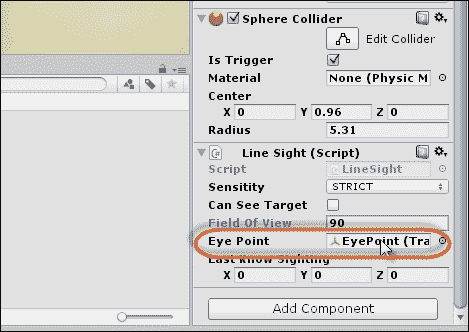 Sphere Collider
Edit Collider
Is Trigger
Material None (Physic M
Center
X 0 Y 0.96 Z 0
Radius 5.31
Line Sight (Script)
Script LineSight
Sensitity STRICT
Can See Target
Field Of View 90
Eye Point EyePoint (Tra
Last Know Sighting
X 0 Y 0 Z 0
Add Component